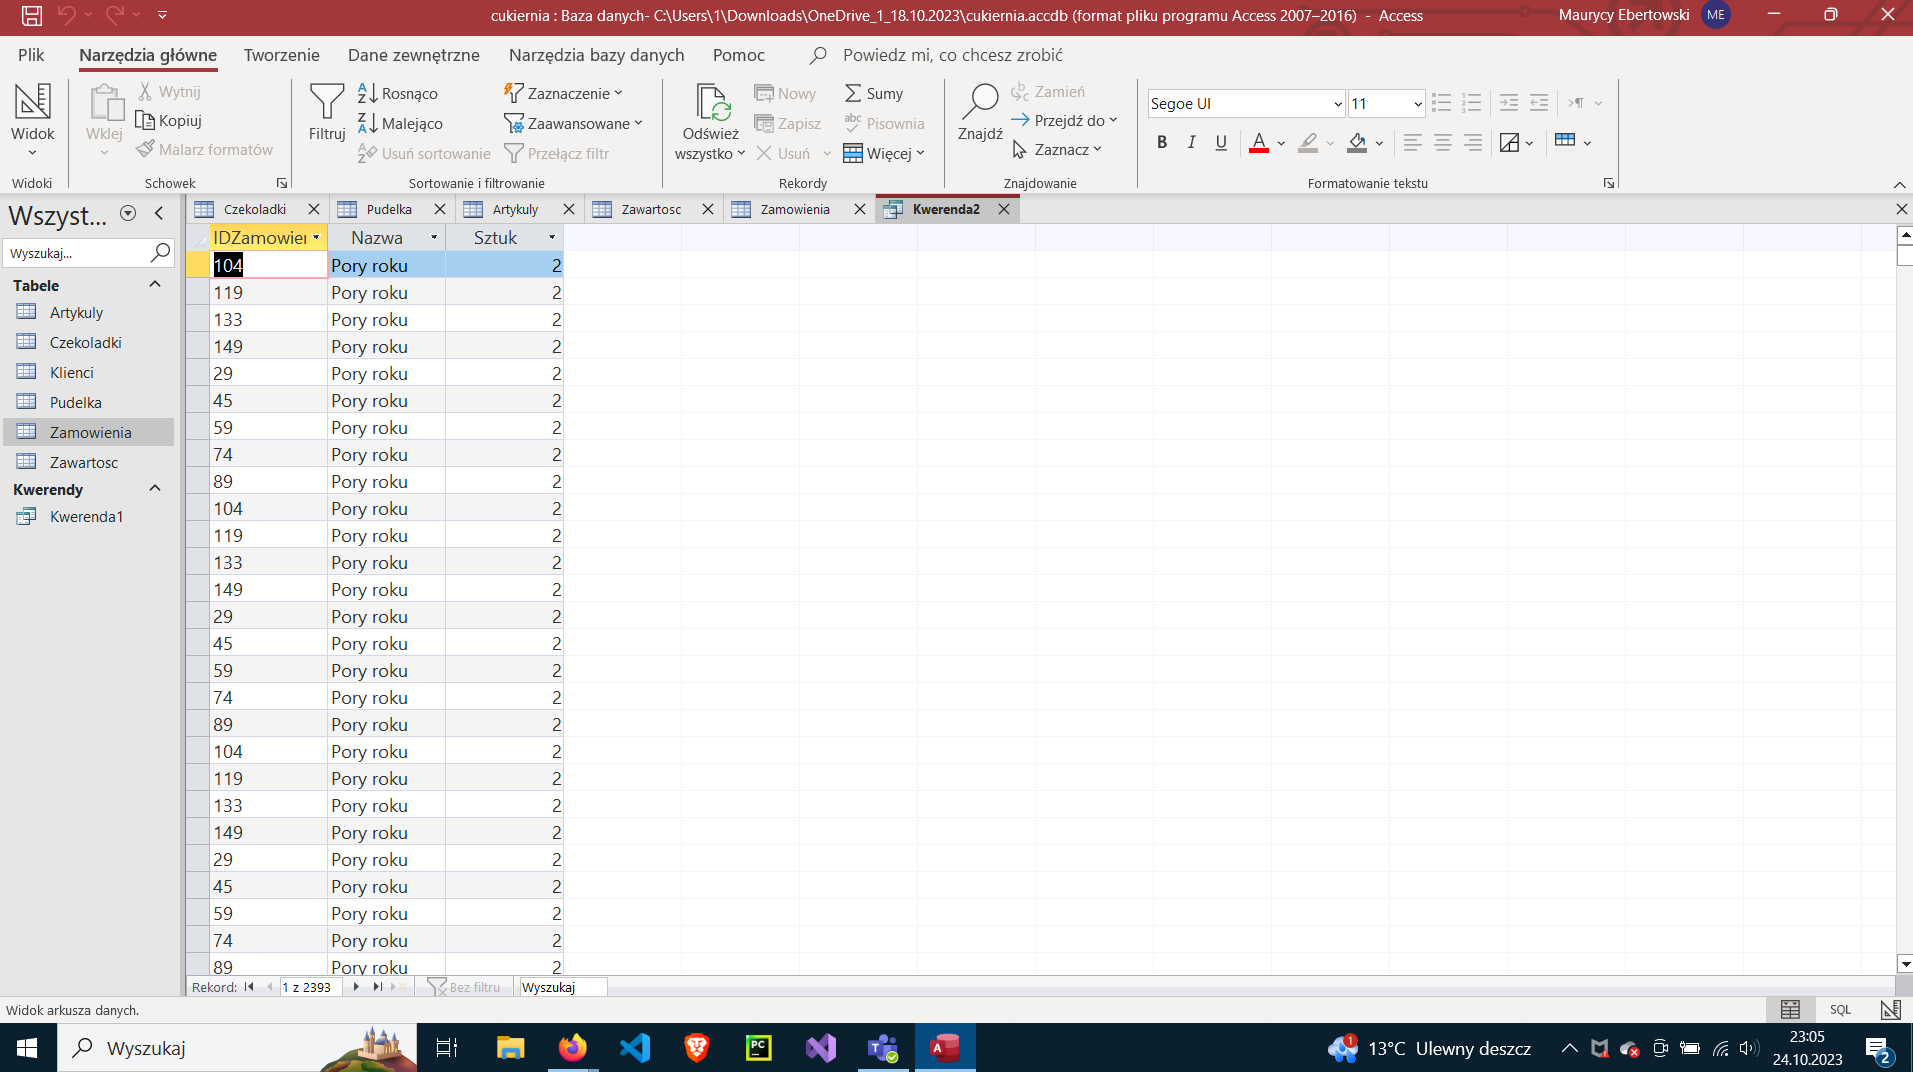 cukiernia : Baza danych- C:\Users\1\Downloads\OneDrive_1_18.10.2023\cukiernia.accdb (format pliku programu Access 2007–2016)  -  Access
Maurycy Ebertowski ME
Plik Narzędzia główne Tworzenie Dane zewnętrzne Narzędzia bazy danych Pomoc Powiedz mi, co chcesz zrobić
Widok
Widoki
Wklej
Wytnij
Kopiuj
Malarz formatów
Schowek
Filtruj
Rosnąco
Malejąco
Usuń sortowanie
Zaznaczenie
Zaawansowane
Przełącz filtr
Sortowanie i filtrowanie
Odśwież
wszystko
Nowy
Zapisz
Usuń
Sumy
Pisownia
Więcej
Rekordy
Znajdź
Zamień
Przejdź do
Zaznacz
Znajdowanie
Segoe UI 11
B I U A
Formatowanie tekstu
Wszyst...
Wyszukaj...
Tabele
Artykuly
Czekoladki
Klienci
Pudelka
Zamowienia
Zawartosc
Kwerendy
Kwerenda1
Czekoladki Pudelka Artykuly Zawartosc Zamowienia Kwerenda2
IDZamowien Nazwa Sztuk
104 Pory roku 2
119 Pory roku 2
133 Pory roku 2
149 Pory roku 2
29 Pory roku 2
45 Pory roku 2
59 Pory roku 2
74 Pory roku 2
89 Pory roku 2
104 Pory roku 2
119 Pory roku 2
133 Pory roku 2
149 Pory roku 2
29 Pory roku 2
45 Pory roku 2
59 Pory roku 2
74 Pory roku 2
89 Pory roku 2
104 Pory roku 2
119 Pory roku 2
133 Pory roku 2
149 Pory roku 2
29 Pory roku 2
45 Pory roku 2
59 Pory roku 2
74 Pory roku 2
89 Pory roku 2
Rekord: 1 z 2393 Bez filtru Wyszukaj
Widok arkusza danych.
SQL
Wyszukaj
PC
1
13°C Ulewny deszcz
23:05
24.10.2023
2